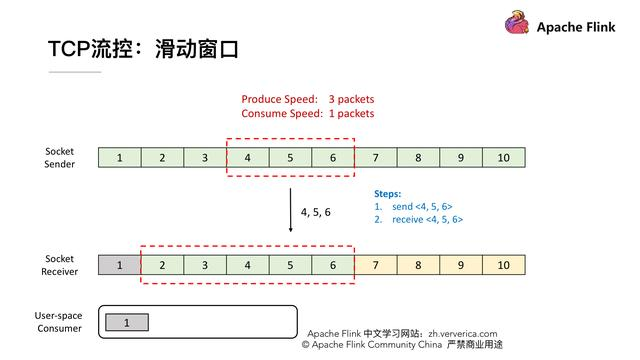 Apache Flink
TCP流控：滑动窗口
Produce Speed: 3 packets
Consume Speed: 1 packets
Socket
Sender
1 2 3 4 5 6 7 8 9 10
4, 5, 6
Steps:
1. send <4, 5, 6>
2. receive <4, 5, 6>
Socket
Receiver
1 2 3 4 5 6 7 8 9 10
User-space
Consumer
1
Apache Flink 中文学习网站：zh.ververica.com
© Apache Flink Community China 严禁商业用途